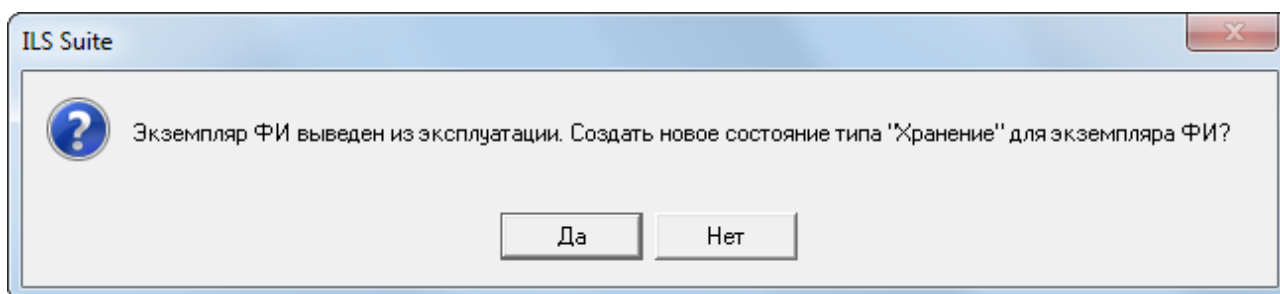 ILS Suite
Экземпляр ФИ выведен из эксплуатации. Создать новое состояние типа "Хранение" для экземпляра ФИ?
Да Нет